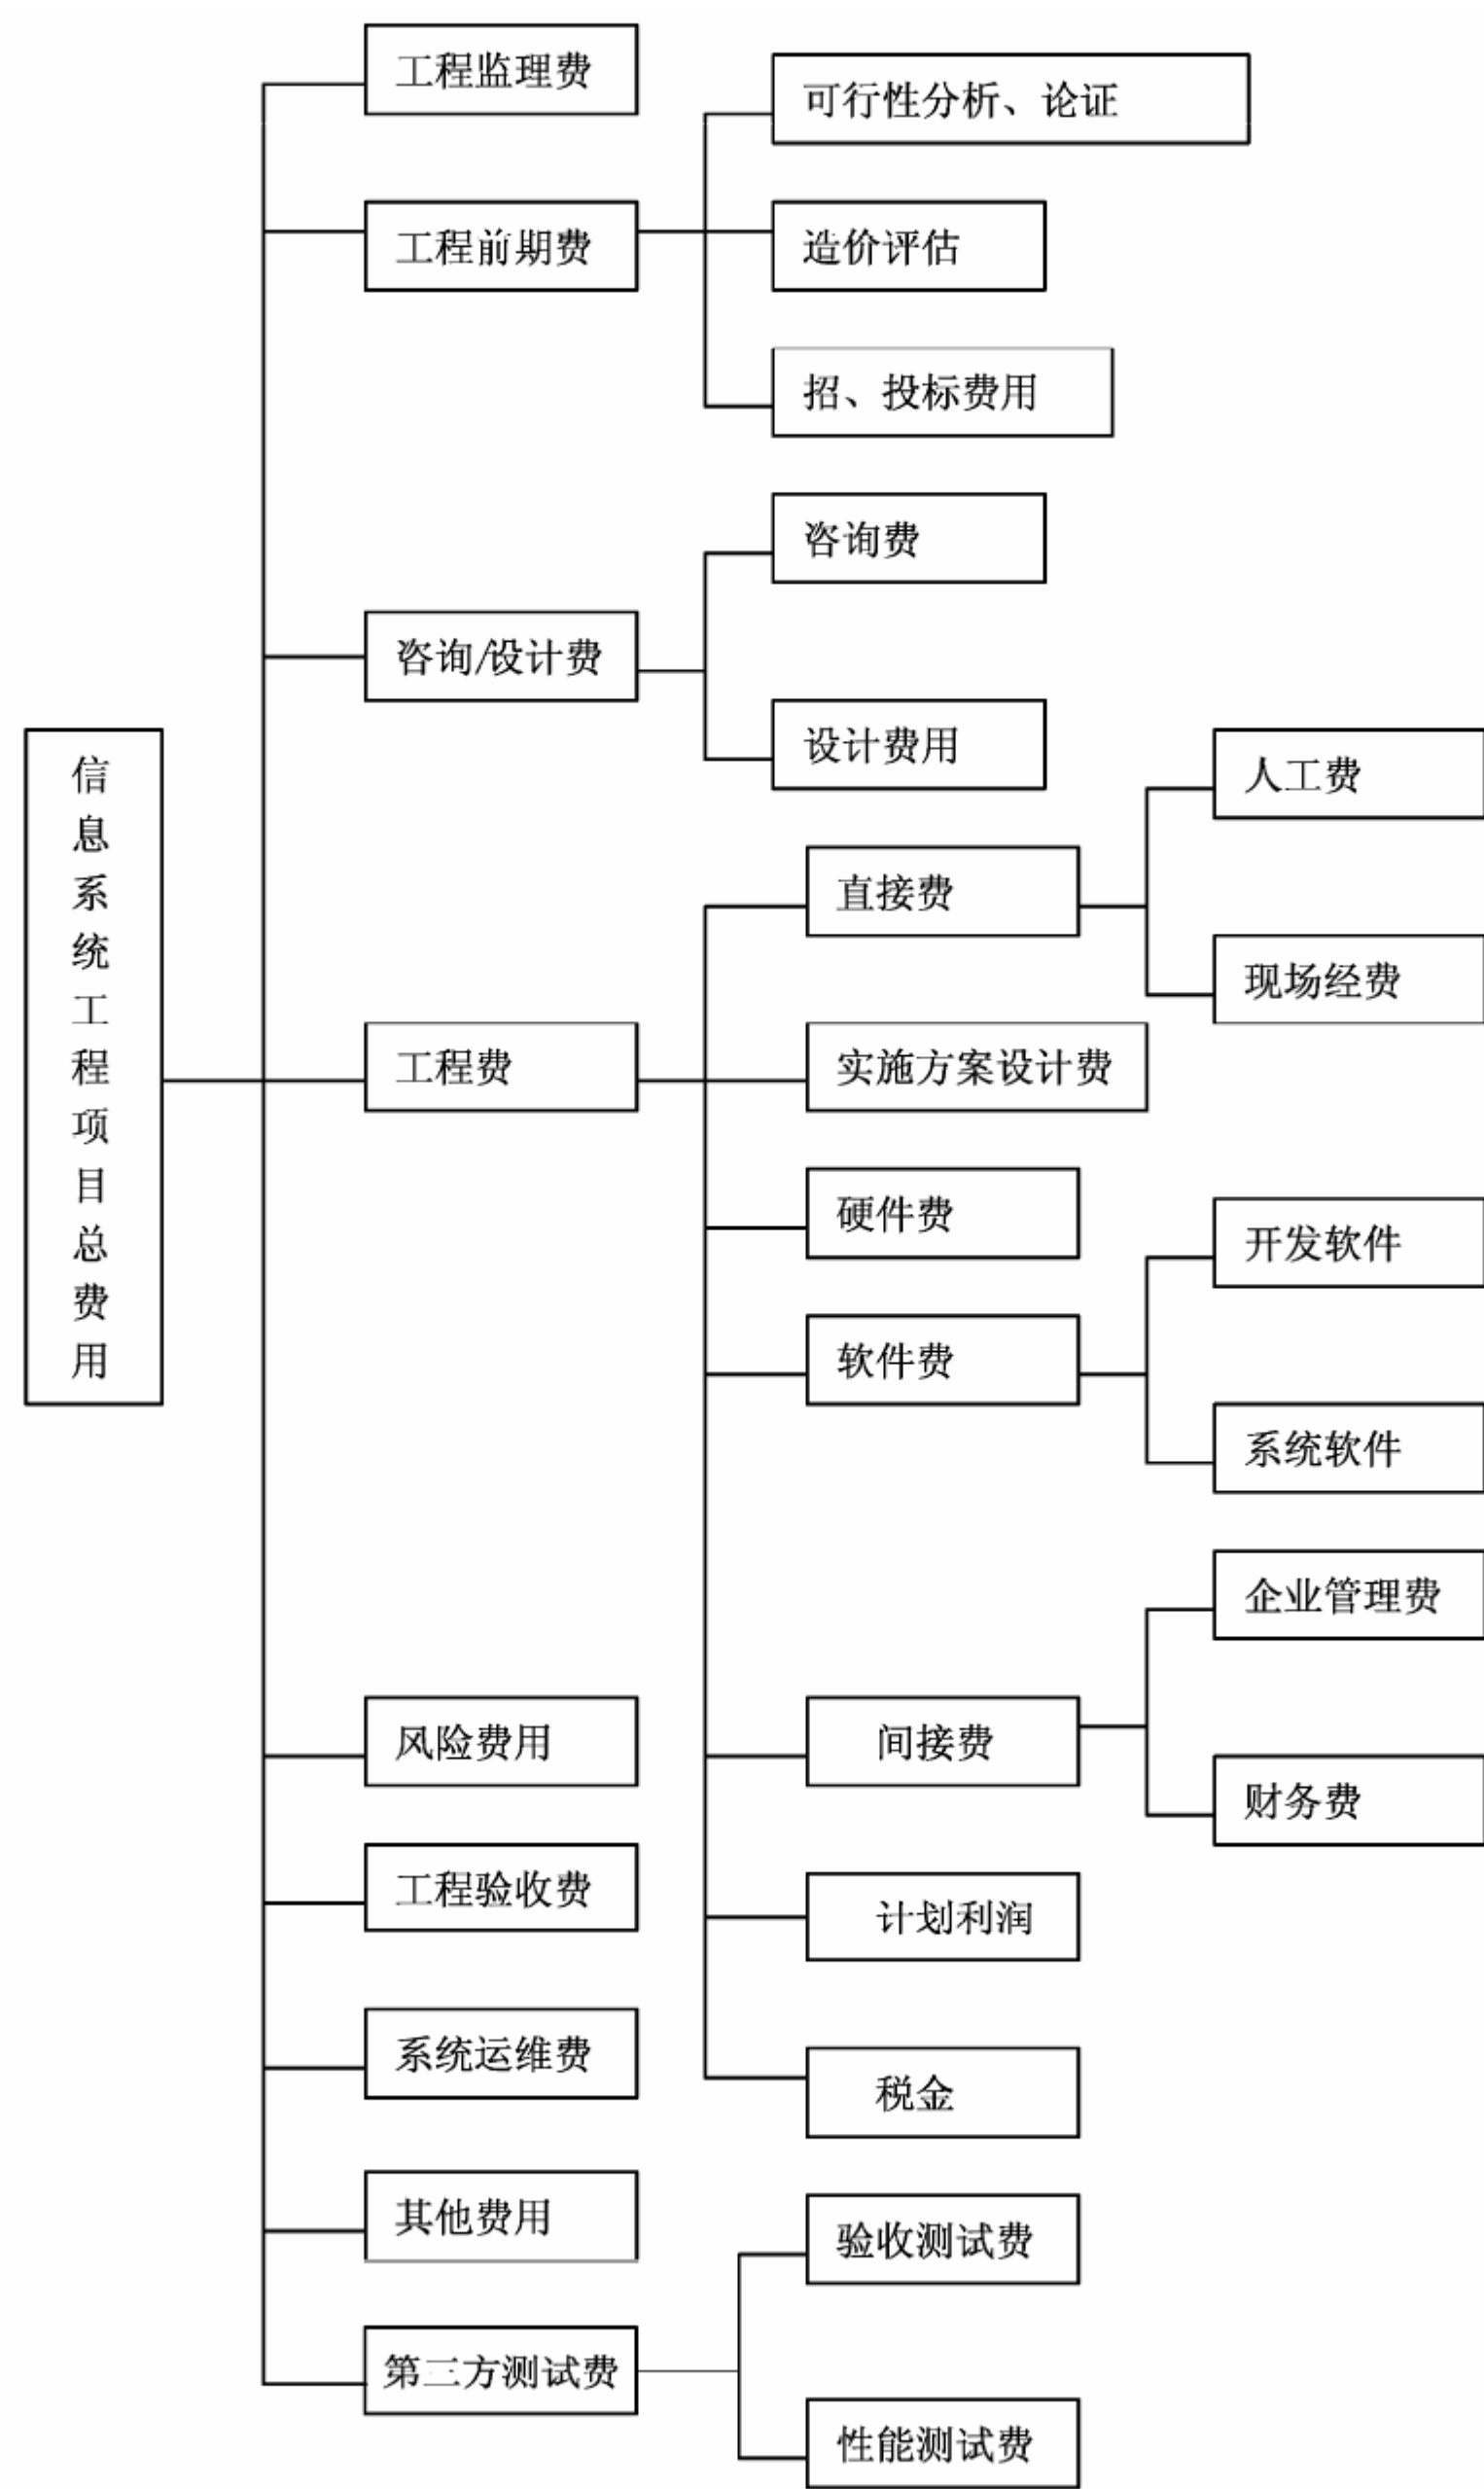 工程监理费
可行性分析、论证
工程前期费
造价评估
招、投标费用
咨询费
咨询/设计费
设计费用
信息系统工程项目总费用
人工费
直接费
现场经费
工程费
实施方案设计费
硬件费
开发软件
软件费
系统软件
企业管理费
风险费用
间接费
财务费
工程验收费
计划利润
系统运维费
税金
其他费用
验收测试费
第三方测试费
性能测试费